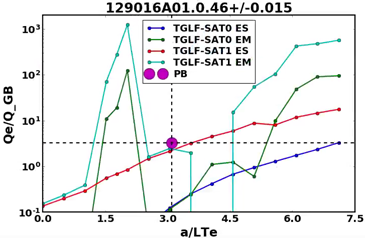 129016A01.0.46+/-0.015
TGLF-SAT0 ES
TGLF-SAT0 EM
TGLF-SAT1 ES
TGLF-SAT1 EM
PB
Qe/Q_GB
10³
10²
10¹
10⁰
10⁻¹
0.0 1.5 3.0 4.5 6.0 7.5
a/LTe